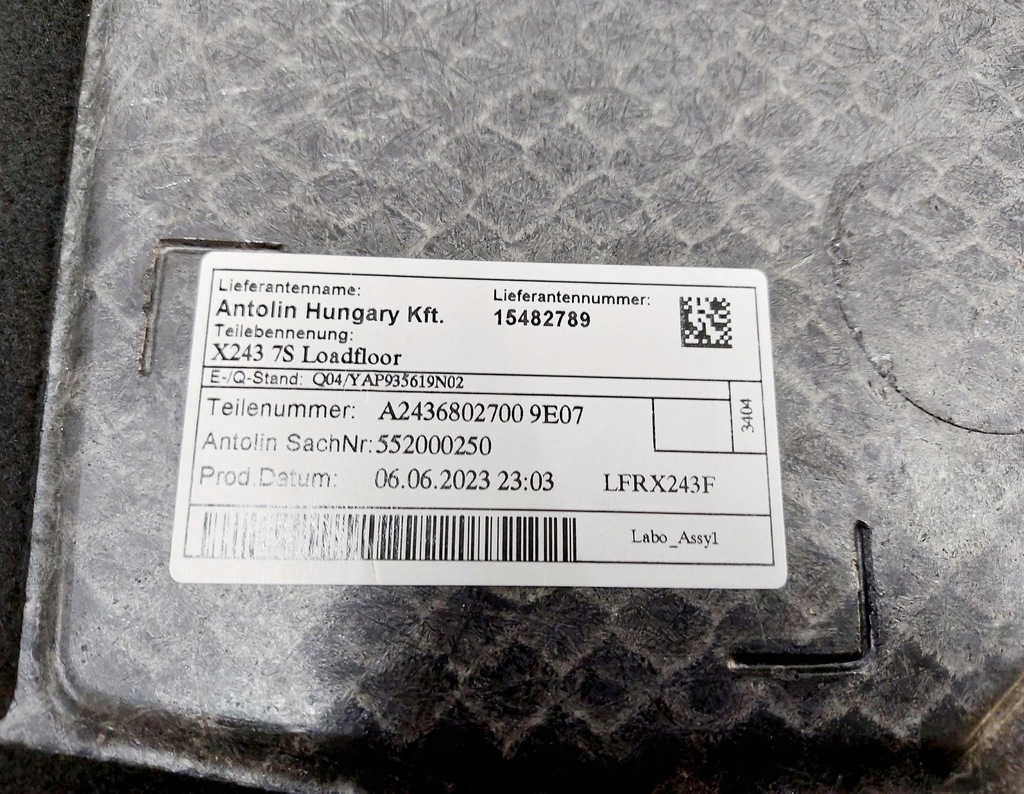 Lieferantenname:
Antolin Hungary Kft.
Lieferantennummer:
15482789
Teilebennenung:
X243 7S Loadfloor
E-/Q-Stand: Q04/YAP935619N02
3404
Teilenummer: A2436802700 9E07
Antolin SachNr: 552000250
Prod.Datum: 06.06.2023 23:03 LFRX243F
Labo_Assy1